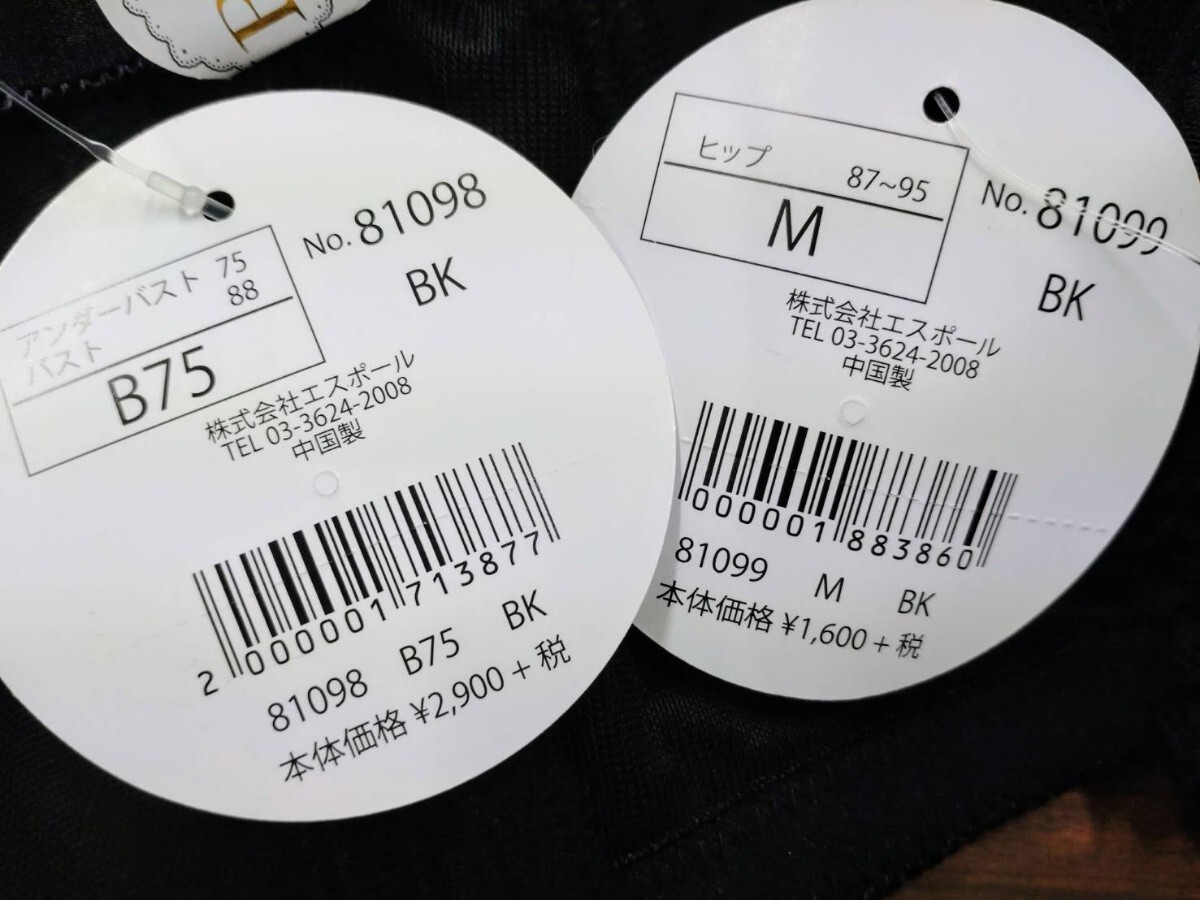 No. 81098
BK
アンダーバスト 75
バスト 88
B75
株式会社エスポール
TEL 03-3624-2008
中国製
2 000001 713877
81098 B75 BK
本体価格 ¥2,900 + 税
ヒップ 87~95
M
No. 81099
BK
株式会社エスポール
TEL 03-3624-2008
中国製
000001 883860
81099 M BK
本体価格 ¥1,600 + 税